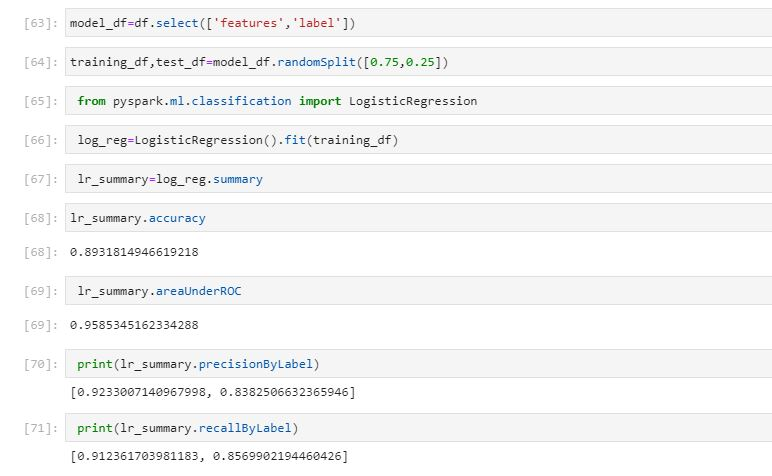 [63]: model_df=df.select(['features','label'])
[64]: training_df,test_df=model_df.randomSplit([0.75,0.25])
[65]: from pyspark.ml.classification import LogisticRegression
[66]: log_reg=LogisticRegression().fit(training_df)
[67]: lr_summary=log_reg.summary
[68]: lr_summary.accuracy
[68]: 0.8931814946619218
[69]: lr_summary.areaUnderROC
[69]: 0.9585345162334288
[70]: print(lr_summary.precisionByLabel)
[0.9233007140967998, 0.8382506632365946]
[71]: print(lr_summary.recallByLabel)
[0.912361703981183, 0.8569902194460426]